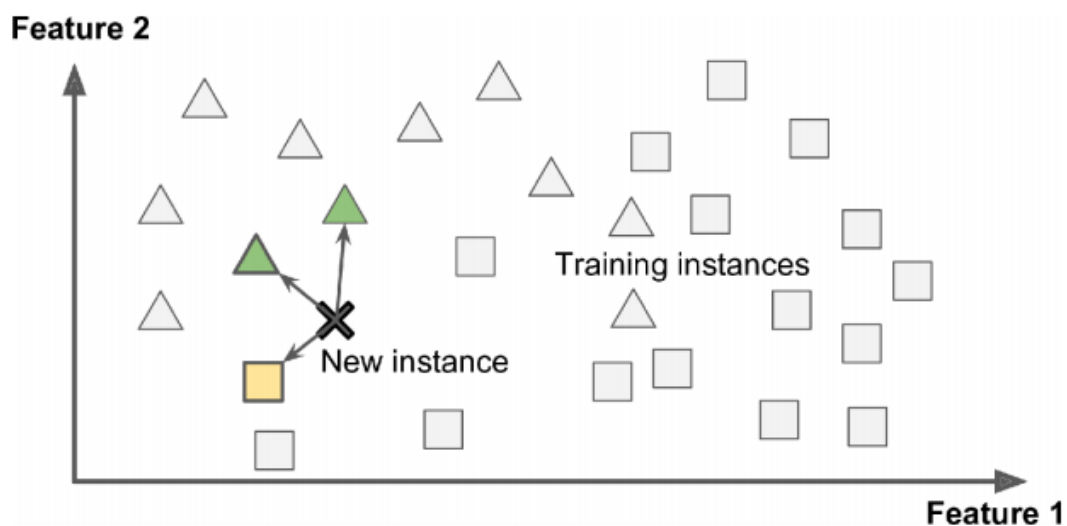 Feature 2
Training instances
New instance
Feature 1